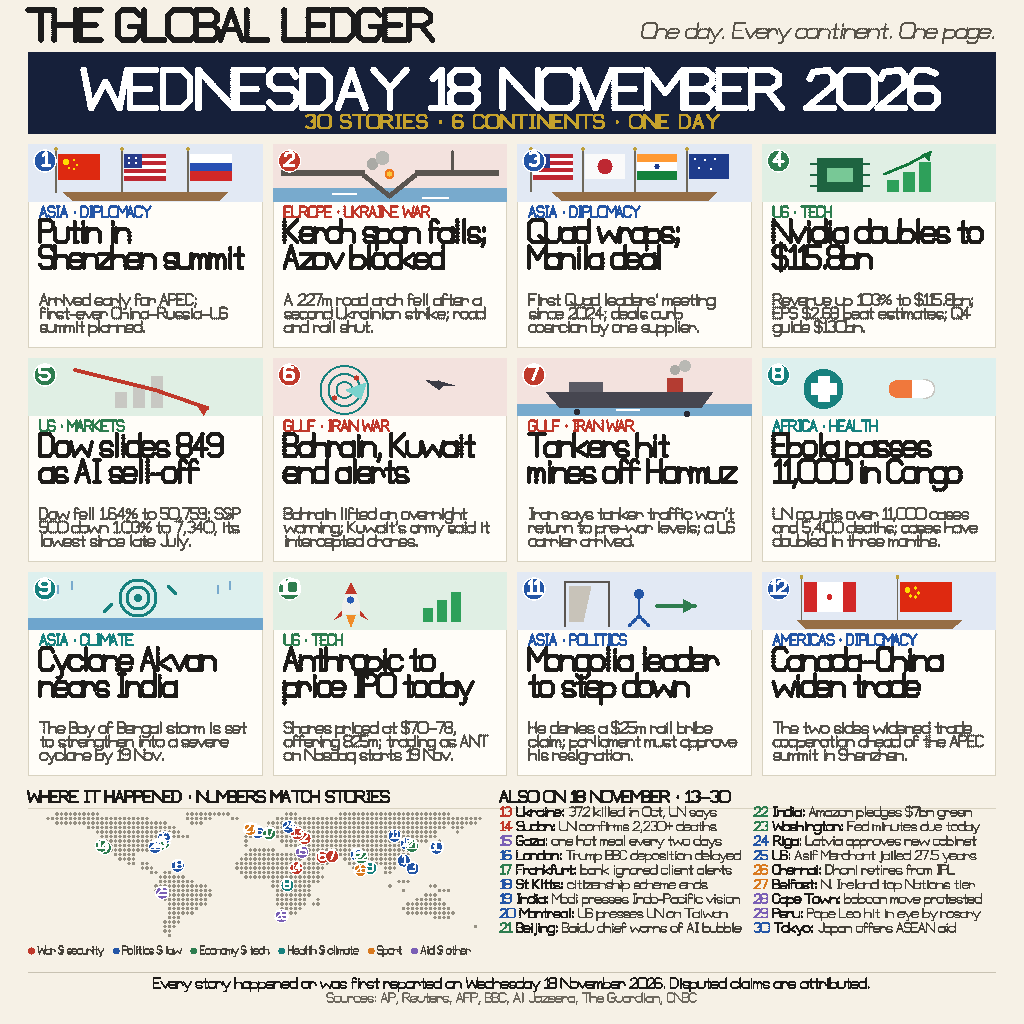 THE GLOBAL LEDGER
One day. Every continent. One page.
WEDNESDAY 18 NOVEMBER 2026
30 STORIES · 6 CONTINENTS · ONE DAY
1
ASIA · DIPLOMACY
Putin in
Shenzhen summit
Arrived early for APEC;
first-ever China-Russia-US
summit planned.
2
EUROPE · UKRAINE WAR
Kerch span falls;
Azov blocked
A 227m road arch fell after a
second Ukrainian strike; road
and rail shut.
3
ASIA · DIPLOMACY
Quad wraps;
Manila deal
First Quad leaders' meeting
since 2024; deals curb
coercion by one supplier.
4
US · TECH
Nvidia doubles to
$115.8bn
Revenue up 103% to $115.8bn;
EPS $2.68 beat estimates; Q4
guide $130bn.
5
US · MARKETS
Dow slides 849
as AI sell-off
Dow fell 1.64% to 50,759; S&P
500 down 1.03% to 7,340, its
lowest since late July.
6
GULF · IRAN WAR
Bahrain, Kuwait
end alerts
Bahrain lifted an overnight
warning; Kuwait's army said it
intercepted drones.
7
GULF · IRAN WAR
Tankers hit
mines off Hormuz
Iran says tanker traffic won't
return to pre-war levels; a US
carrier arrived.
8
AFRICA · HEALTH
Ebola passes
11,000 in Congo
UN counts over 11,000 cases
and 5,400 deaths; cases have
doubled in three months.
9
ASIA · CLIMATE
Cyclone Akvan
nears India
The Bay of Bengal storm is set
to strengthen into a severe
cyclone by 19 Nov.
10
US · TECH
Anthropic to
price IPO today
Shares priced at $70-78,
offering 825m; trading as ANT
on Nasdaq starts 19 Nov.
11
ASIA · POLITICS
Mongolia leader
to step down
He denies a $25m rail bribe
claim; parliament must approve
his resignation.
12
AMERICAS · DIPLOMACY
Canada-China
widen trade
The two sides widened trade
cooperation ahead of the APEC
summit in Shenzhen.
WHERE IT HAPPENED · NUMBERS MATCH STORIES
War & security
Politics & law
Economy & tech
Health & climate
Sport
Aid & other
ALSO ON 18 NOVEMBER · 13-30
13 Ukraine: 372 killed in Oct, UN says
14 Sudan: UN confirms 2,230+ deaths
15 Gaza: one hot meal every two days
16 London: Trump BBC deposition delayed
17 Frankfurt: bank ignored client alerts
18 St Kitts: citizenship scheme ends
19 India: Modi presses Indo-Pacific vision
20 Montreal: US presses UN on Taiwan
21 Beijing: Baidu chief warns of AI bubble
22 India: Amazon pledges $7bn green
23 Washington: Fed minutes due today
24 Riga: Latvia approves new cabinet
25 US: Asif Merchant jailed 27.5 years
26 Chennai: Dhoni retires from IPL
27 Belfast: N. Ireland top Nations tier
28 Cape Town: baboon move protested
29 Peru: Pope Leo hit in eye by rosary
30 Tokyo: Japan offers ASEAN aid
Every story happened or was first reported on Wednesday 18 November 2026. Disputed claims are attributed.
Sources: AP, Reuters, AFP, BBC, Al Jazeera, The Guardian, CNBC